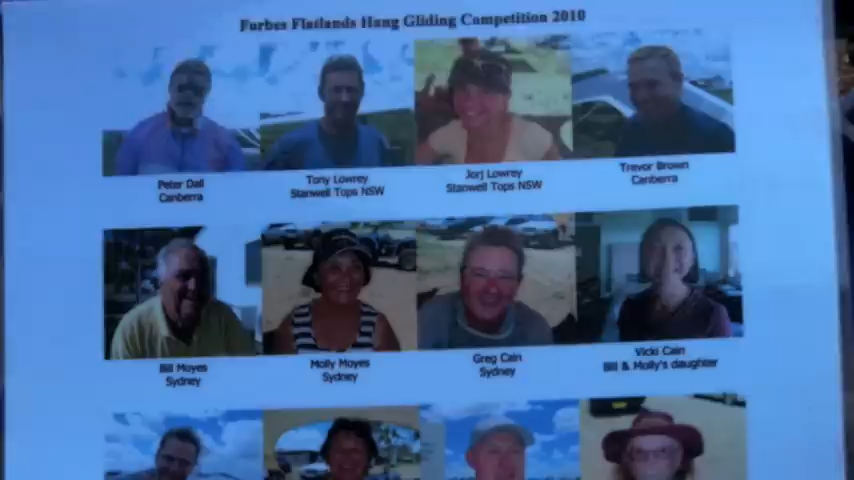 Forbes Flatlands Hang Gliding Competition 2010
Peter Dall
Canberra
Tony Lowrey
Stanwell Tops NSW
Jorj Lowrey
Stanwell Tops NSW
Trevor Brown
Canberra
Bill Moyes
Sydney
Molly Moyes
Sydney
Greg Cain
Sydney
Vicki Cain
Bill & Molly's daughter